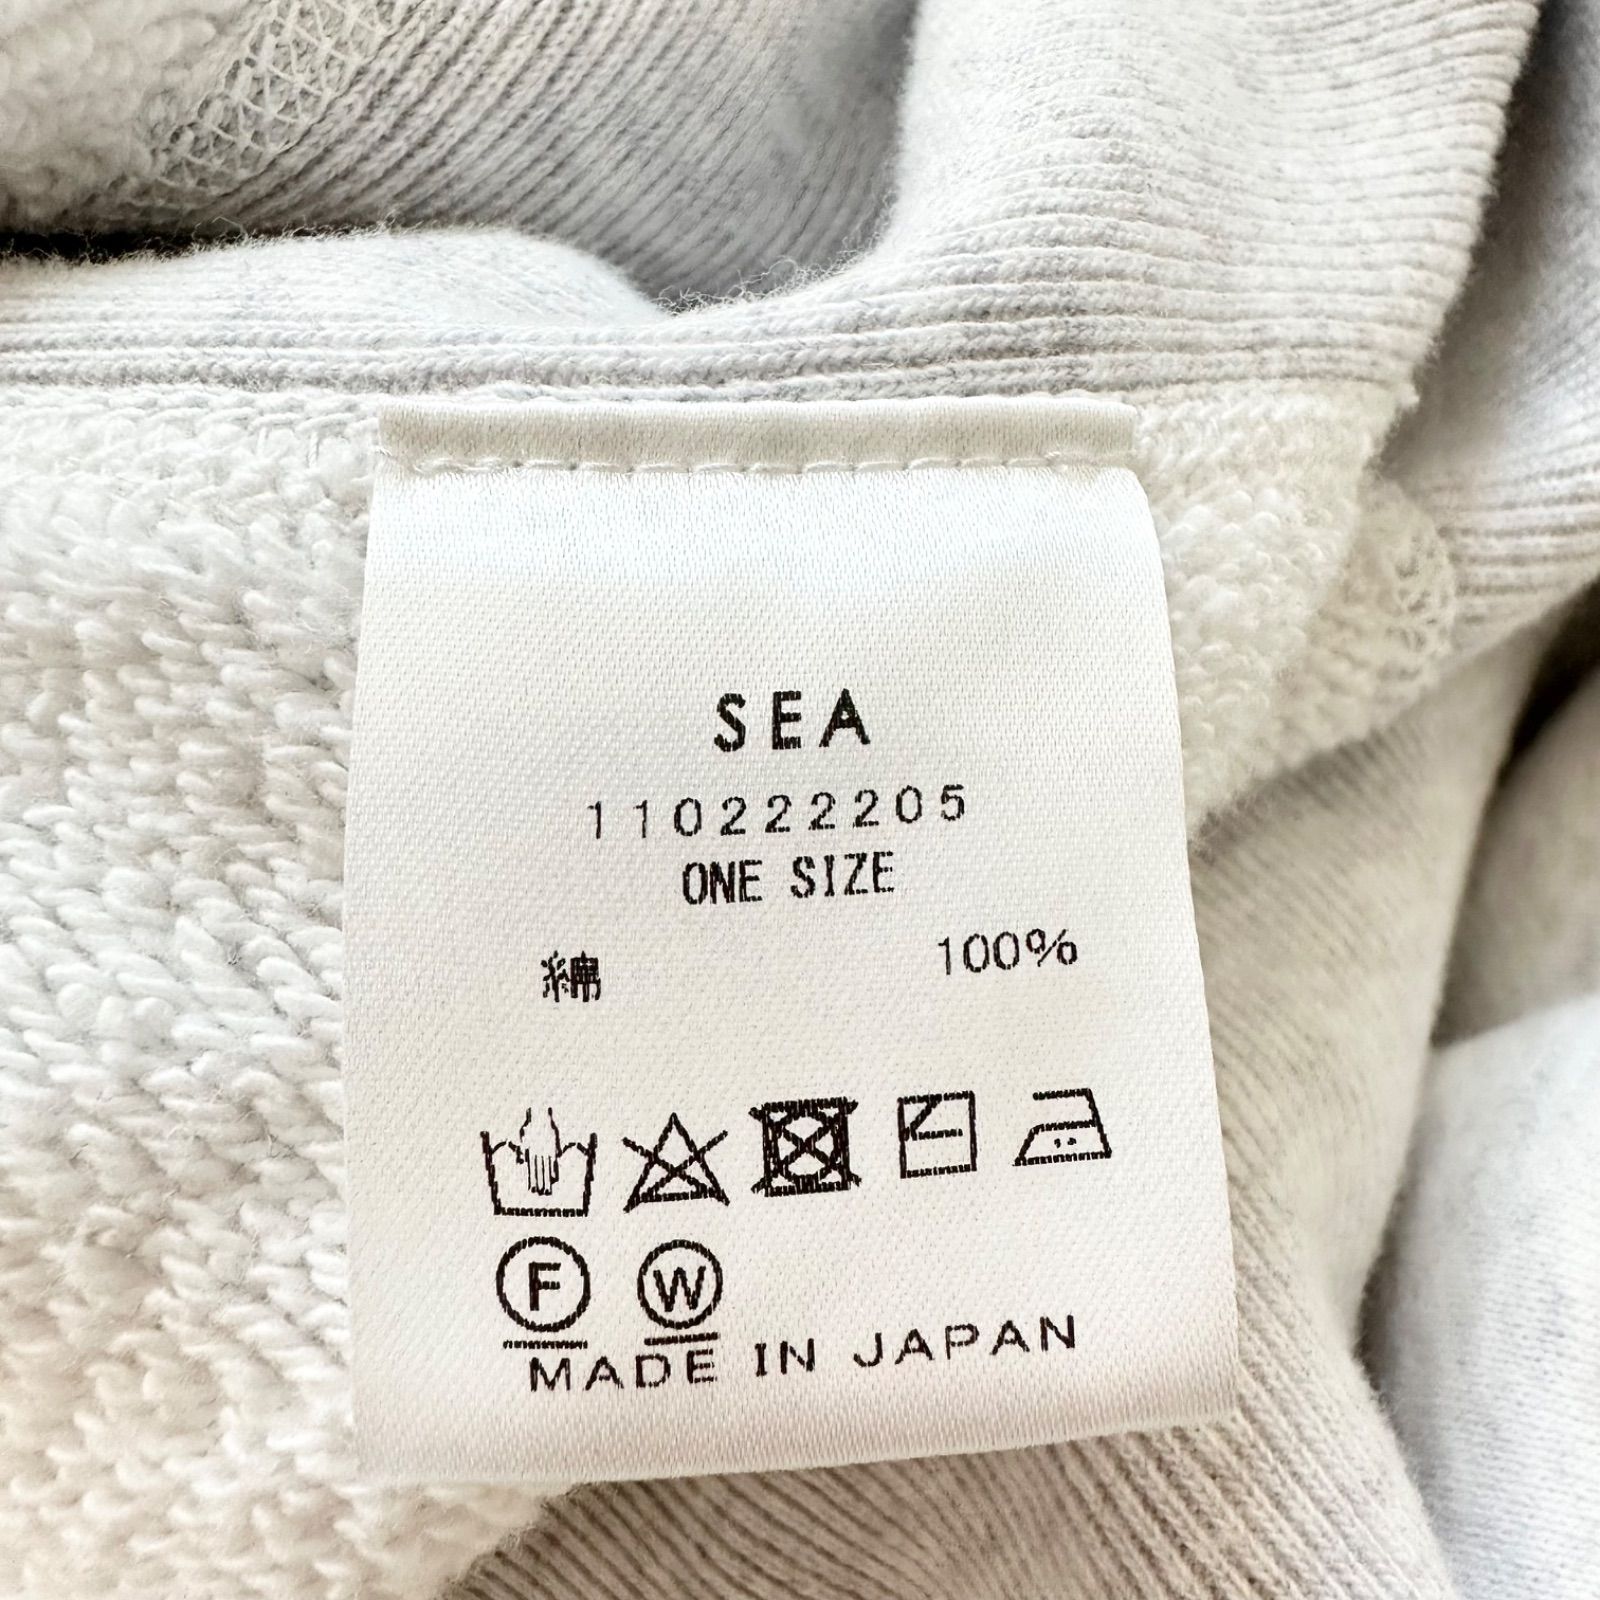 SEA
110222205
ONE SIZE
綿 100%
F W
MADE IN JAPAN